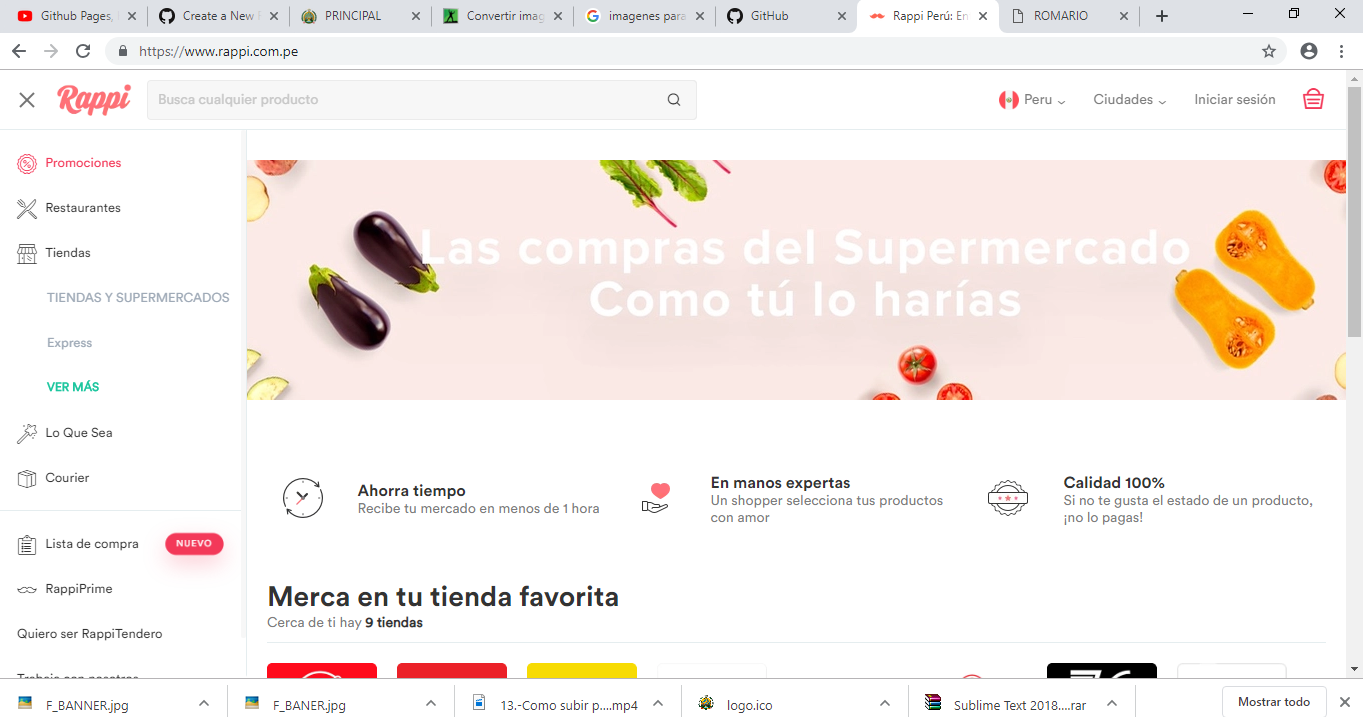 Github Pages,
Create a New
PRINCIPAL
Convertir imag
imagenes para
GitHub
Rappi Perú: En
ROMARIO
https://www.rappi.com.pe
Rappi
Busca cualquier producto
Peru
Ciudades
Iniciar sesión
Promociones
Restaurantes
Tiendas
TIENDAS Y SUPERMERCADOS
Express
VER MÁS
Lo Que Sea
Courier
Lista de compra
NUEVO
RappiPrime
Quiero ser RappiTendero
Trabaja con nosotros
Las compras del Supermercado
Como tú lo harías
Ahorra tiempo
Recibe tu mercado en menos de 1 hora
En manos expertas
Un shopper selecciona tus productos
con amor
Calidad 100%
Si no te gusta el estado de un producto,
¡no lo pagas!
Merca en tu tienda favorita
Cerca de ti hay 9 tiendas
F_BANNER.jpg
F_BANER.jpg
13.-Como subir p....mp4
logo.ico
Sublime Text 2018....rar
Mostrar todo